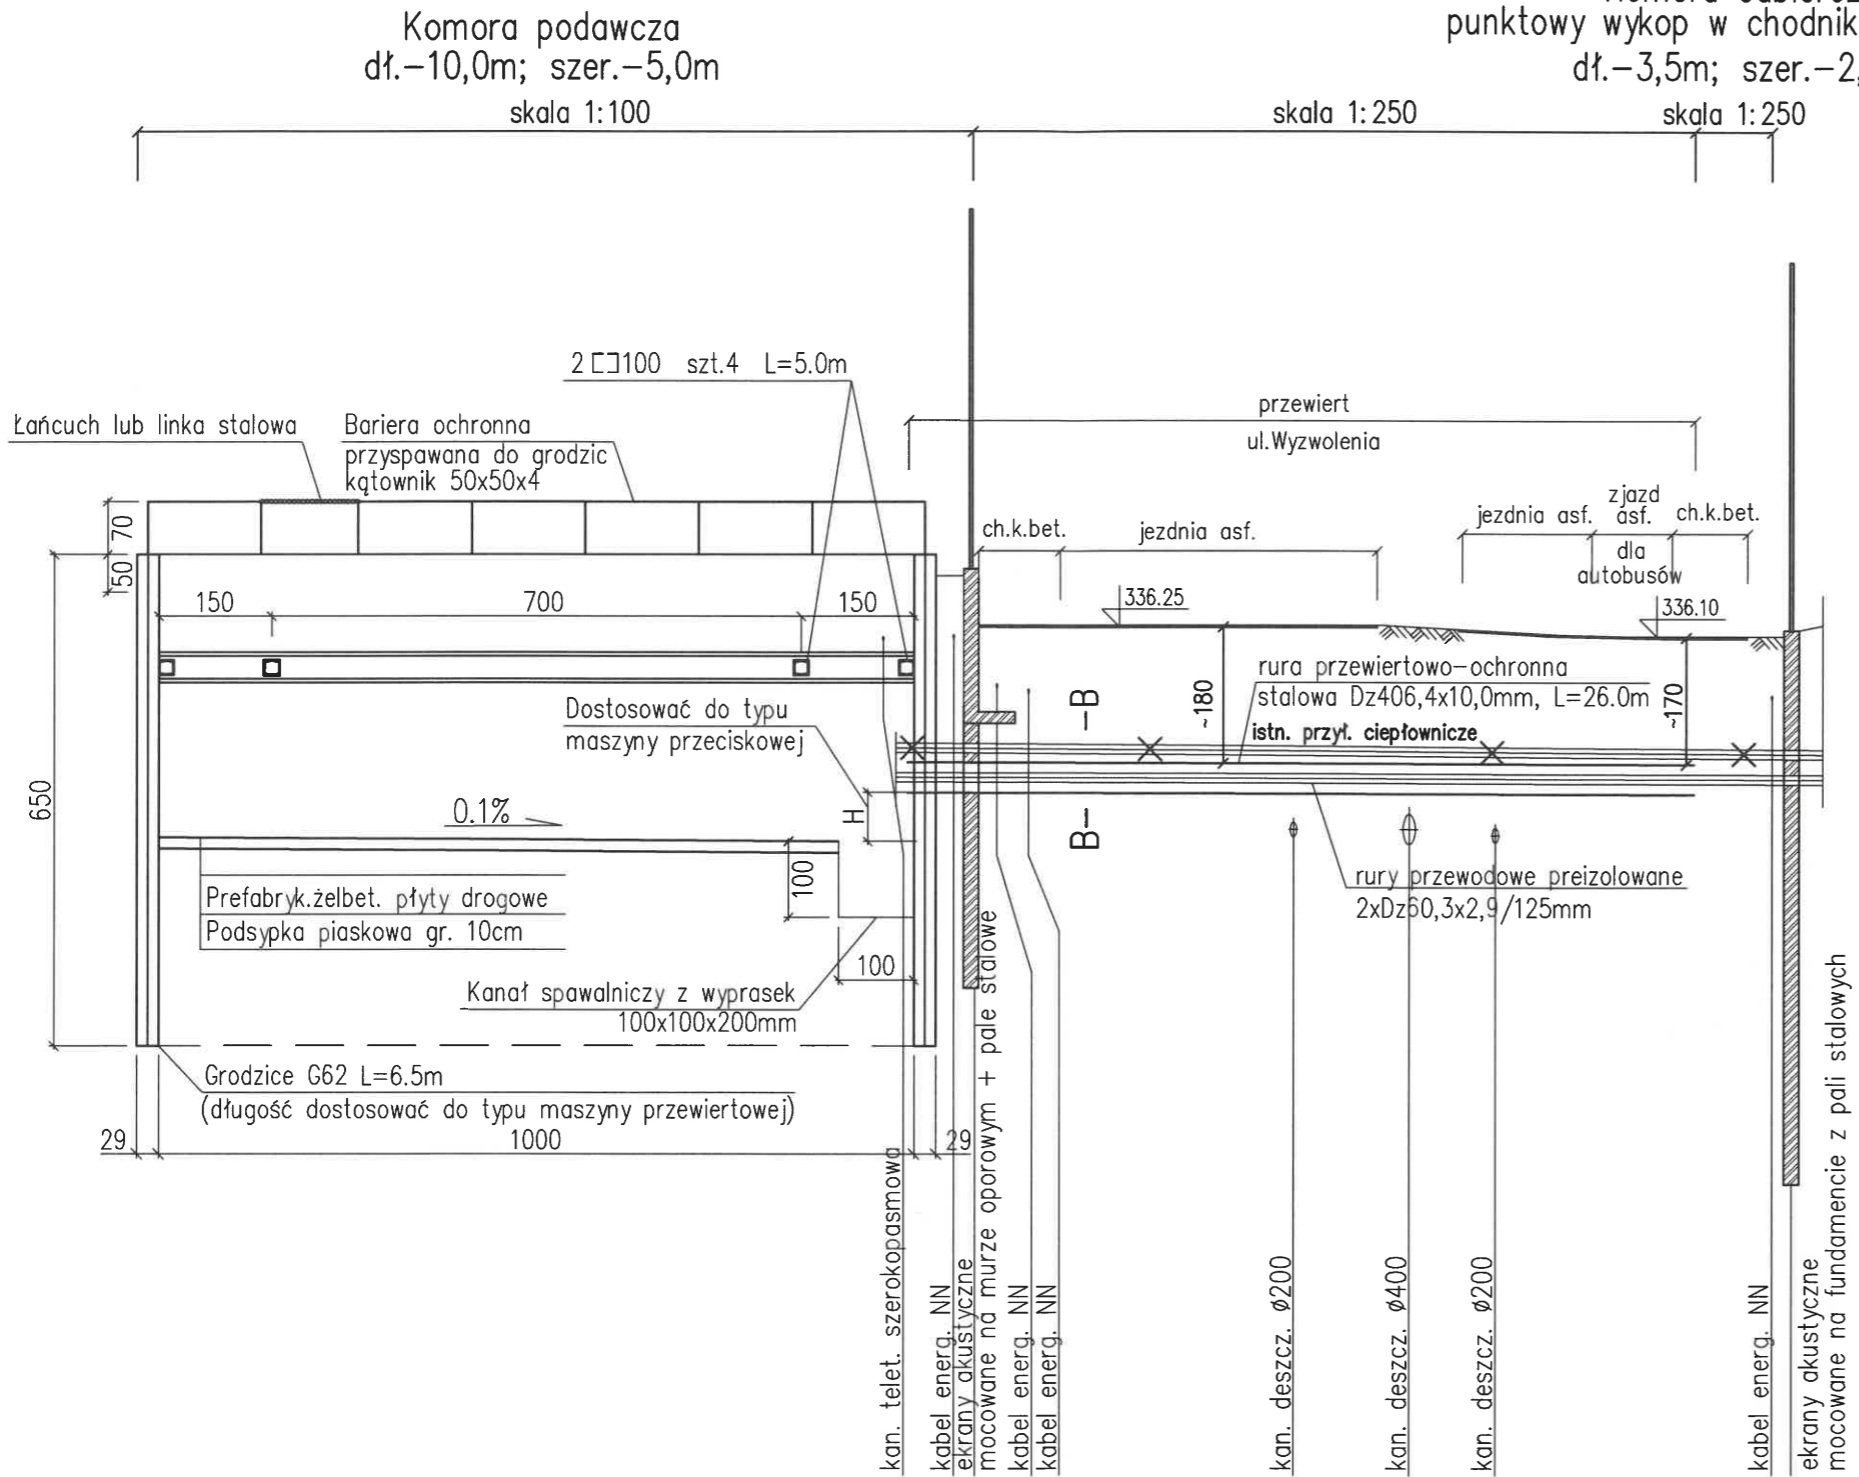 Komora podawcza
dł.-10,0m; szer.-5,0m
skala 1:100
punktowy wykop w chodnik
dł.-3,5m; szer.-2,
skala 1:250
skala 1:250
2 ⊏⊐100 szt.4 L=5.0m
Łańcuch lub linka stalowa
Bariera ochronna
przyspawana do grodzic
kątownik 50x50x4
przewiert
ul.Wyzwolenia
ch.k.bet.
jezdnia asf.
jezdnia asf.
zjazd
asf.
dla
autobusów
ch.k.bet.
70
50
150
700
150
336.25
336.10
rura przewiertowo-ochronna
stalowa Dz406,4x10,0mm, L=26.0m
istn. przył. ciepłownicze
~180
~170
B-
-B
Dostosować do typu
maszyny przeciskowej
H
650
0.1%
100
Prefabryk.żelbet. płyty drogowe
Podsypka piaskowa gr. 10cm
100
Kanał spawalniczy z wyprasek
100x100x200mm
rury przewodowe preizolowane
2xDz60,3x2,9/125mm
Grodzice G62 L=6.5m
(długość dostosować do typu maszyny przewiertowej)
29
1000
29
kan. telet. szerokopasmowa
kabel energ. NN
ekrany akustyczne
mocowane na murze oporowym + pale stalowe
kabel energ. NN
kabel energ. NN
kan. deszcz. ø200
kan. deszcz. ø400
kan. deszcz. ø200
kabel energ. NN
ekrany akustyczne
mocowane na fundamencie z pali stalowych